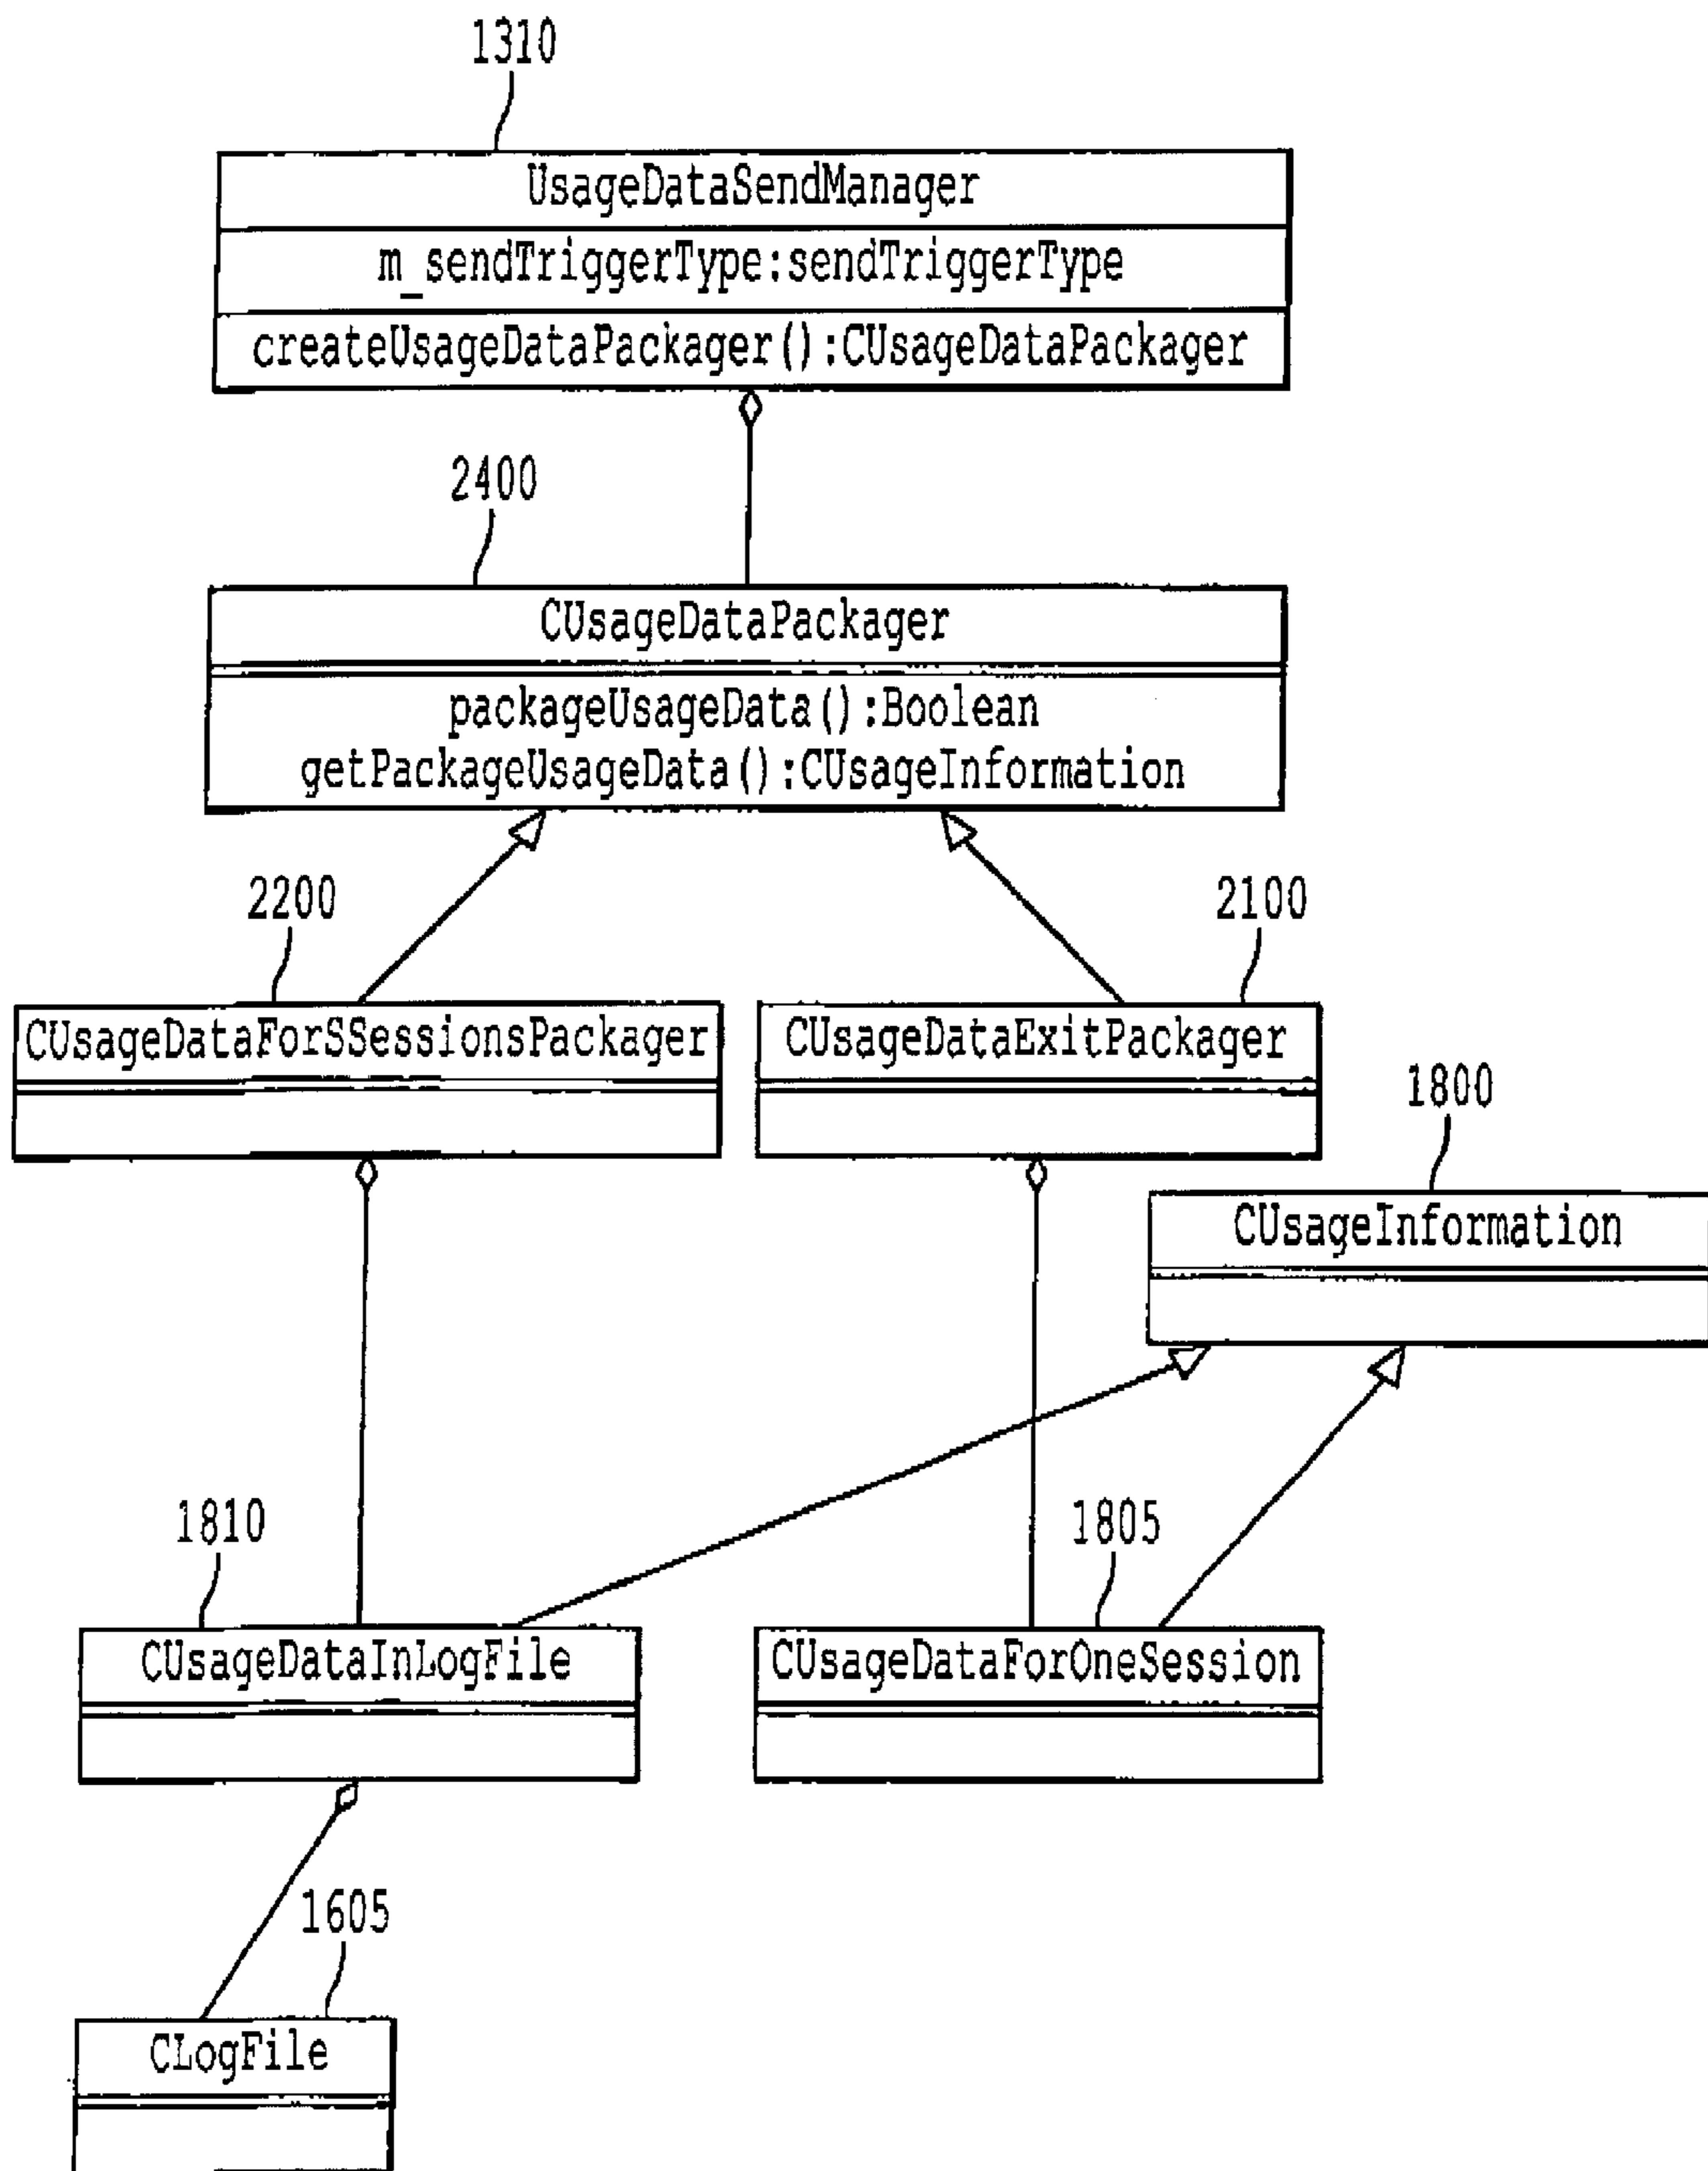 1310
UsageDataSendManager
m_sendTriggerType:sendTriggerType
createUsageDataPackager():CUsageDataPackager
2400
CUsageDataPackager
packageUsageData():Boolean
getPackageUsageData():CUsageInformation
2200
2100
CUsageDataForSSessionsPackager
CUsageDataExitPackager
1800
CUsageInformation
1810
1805
CUsageDataInLogFile
CUsageDataForOneSession
1605
CLogFile